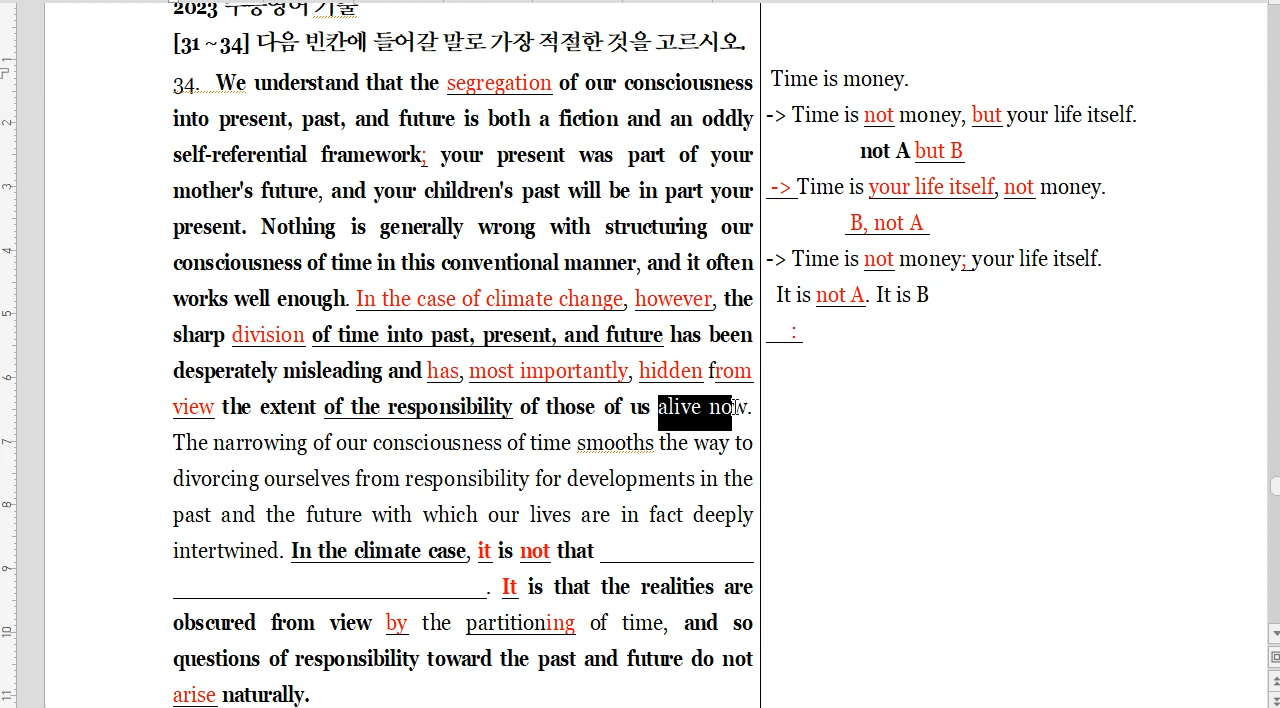 2023 수능영어 기출
[31 ~ 34] 다음 빈칸에 들어갈 말로 가장 적절한 것을 고르시오.
34. We understand that the segregation of our consciousness
into present, past, and future is both a fiction and an oddly
self-referential framework; your present was part of your
mother's future, and your children's past will be in part your
present. Nothing is generally wrong with structuring our
consciousness of time in this conventional manner, and it often
works well enough. In the case of climate change, however, the
sharp division of time into past, present, and future has been
desperately misleading and has, most importantly, hidden from
view the extent of the responsibility of those of us alive now.
The narrowing of our consciousness of time smooths the way to
divorcing ourselves from responsibility for developments in the
past and the future with which our lives are in fact deeply
intertwined. In the climate case, it is not that
. It is that the realities are
obscured from view by the partitioning of time, and so
questions of responsibility toward the past and future do not
arise naturally.
Time is money.
-> Time is not money, but your life itself.
not A but B
-> Time is your life itself, not money.
B, not A
-> Time is not money; your life itself.
It is not A. It is B
:
1
2
3
4
5
6
7
8
9
10
11